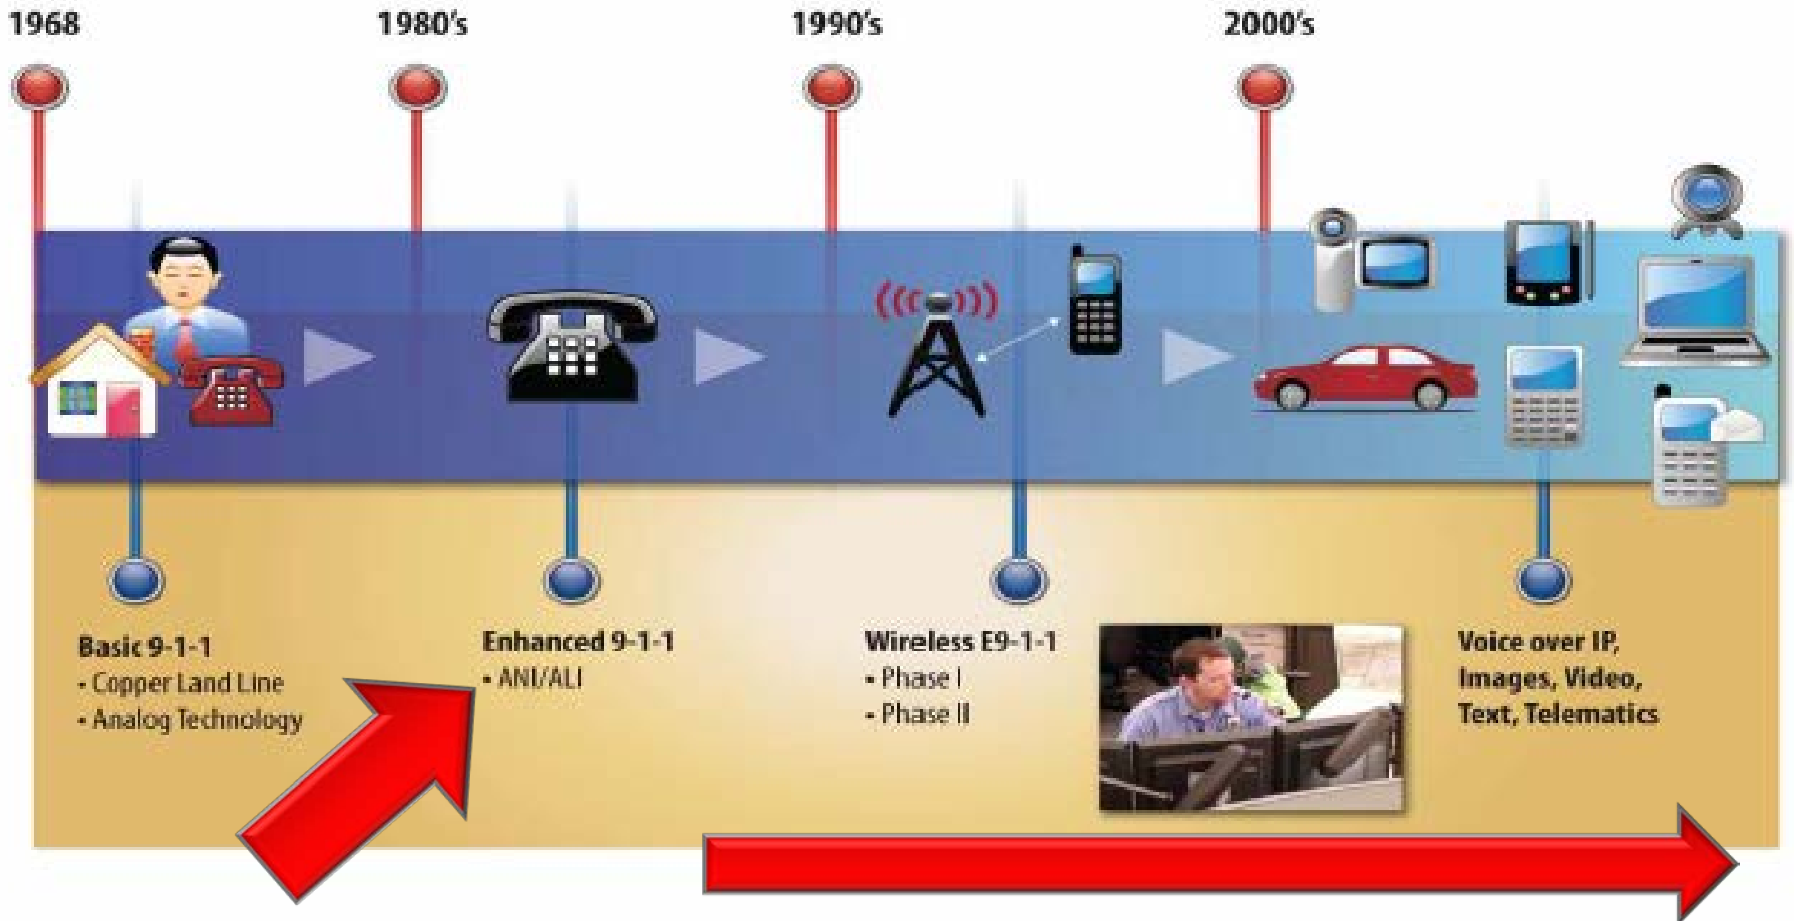 1968
1980's
1990's
2000's
Basic 9-1-1
• Copper Land Line
• Analog Technology
Enhanced 9-1-1
• ANI/ALI
Wireless E9-1-1
• Phase I
• Phase II
Voice over IP,
Images, Video,
Text, Telematics